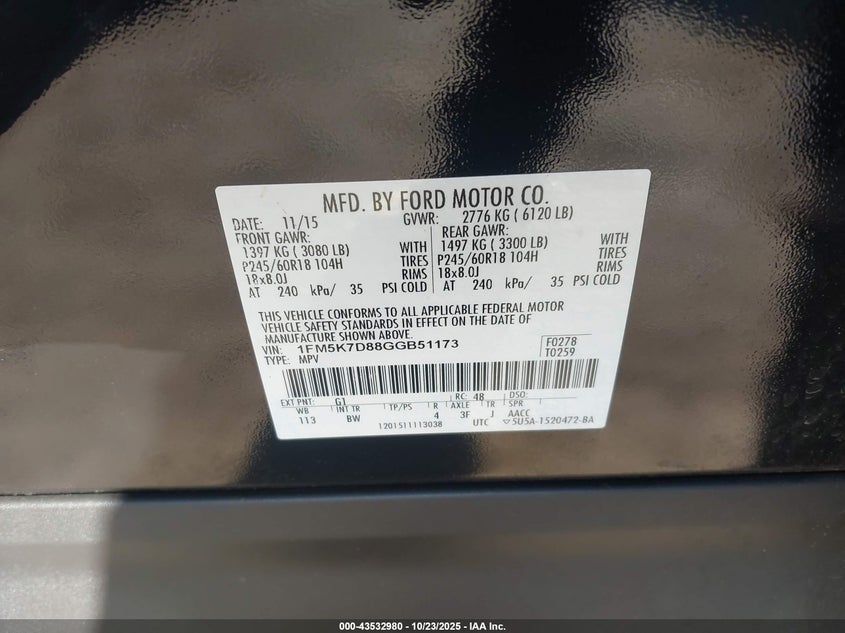 MFD. BY FORD MOTOR CO.
DATE: 11/15 GVWR: 2776 KG ( 6120 LB)
FRONT GAWR: REAR GAWR:
1397 KG ( 3080 LB) WITH 1497 KG ( 3300 LB) WITH
P245/60R18 104H TIRES P245/60R18 104H TIRES
18x8.0J RIMS 18x8.0J RIMS
AT 240 kPa/ 35 PSI COLD AT 240 kPa/ 35 PSI COLD
THIS VEHICLE CONFORMS TO ALL APPLICABLE FEDERAL MOTOR
VEHICLE SAFETY STANDARDS IN EFFECT ON THE DATE OF
MANUFACTURE SHOWN ABOVE.
VIN: 1FM5K7D88GGB51173 F0278
TYPE: MPV T0259
EXT PNT: G1 RC: 48 DSO:
WB INT TR TP/PS R AXLE TR SPR
113 BW 4 3F J AACC
1201511113038 UTC 5U5A-1520472-BA
000-43532980 - 10/23/2025 - IAA Inc.